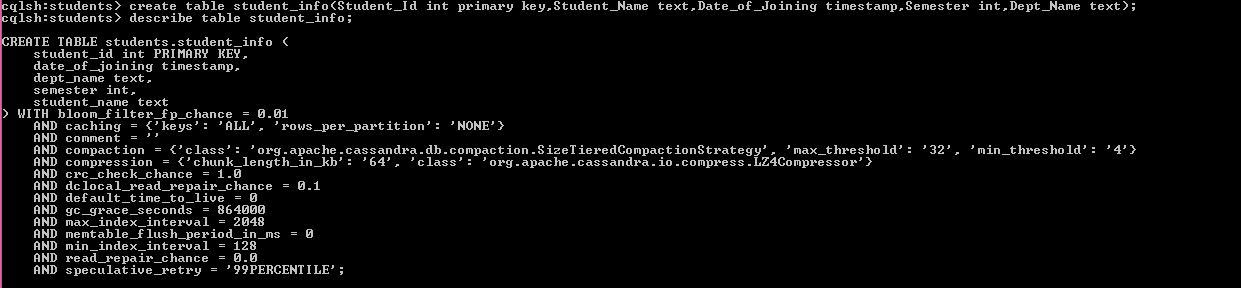 cqlsh:students> create table student_info(Student_Id int primary key,Student_Name text,Date_of_Joining timestamp,Semester int,Dept_Name text);
cqlsh:students> describe table student_info;
CREATE TABLE students.student_info (
    student_id int PRIMARY KEY,
    date_of_joining timestamp,
    dept_name text,
    semester int,
    student_name text
) WITH bloom_filter_fp_chance = 0.01
    AND caching = {'keys': 'ALL', 'rows_per_partition': 'NONE'}
    AND comment = ''
    AND compaction = {'class': 'org.apache.cassandra.db.compaction.SizeTieredCompactionStrategy', 'max_threshold': '32', 'min_threshold': '4'}
    AND compression = {'chunk_length_in_kb': '64', 'class': 'org.apache.cassandra.io.compress.LZ4Compressor'}
    AND crc_check_chance = 1.0
    AND dclocal_read_repair_chance = 0.1
    AND default_time_to_live = 0
    AND gc_grace_seconds = 864000
    AND max_index_interval = 2048
    AND memtable_flush_period_in_ms = 0
    AND min_index_interval = 128
    AND read_repair_chance = 0.0
    AND speculative_retry = '99PERCENTILE';